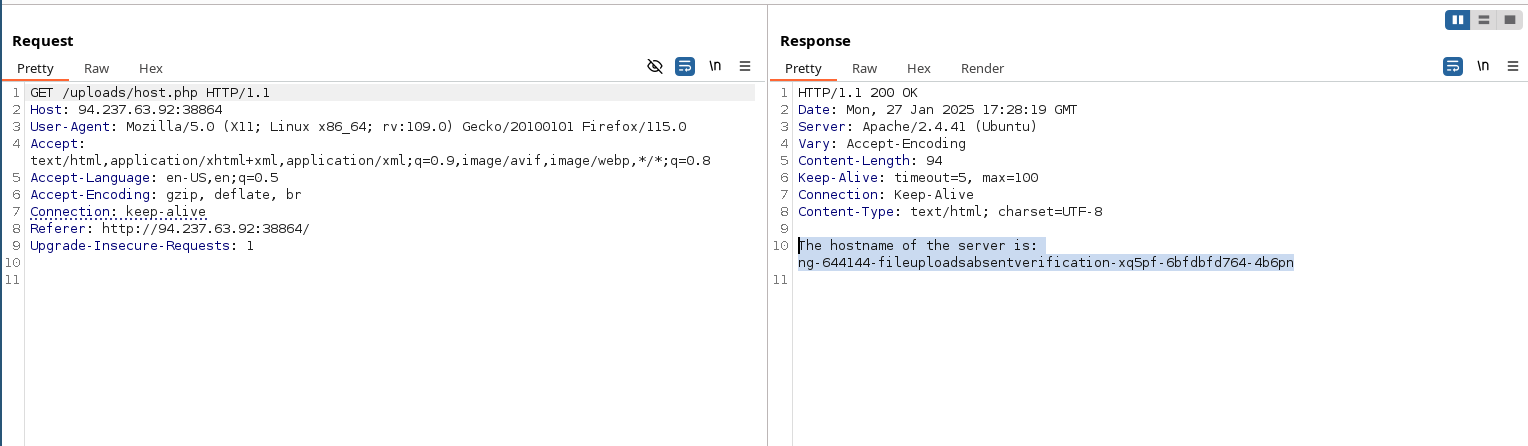 Request
Pretty Raw Hex
\n
1 GET /uploads/host.php HTTP/1.1
2 Host: 94.237.63.92:38864
3 User-Agent: Mozilla/5.0 (X11; Linux x86_64; rv:109.0) Gecko/20100101 Firefox/115.0
4 Accept:
text/html,application/xhtml+xml,application/xml;q=0.9,image/avif,image/webp,*/*;q=0.8
5 Accept-Language: en-US,en;q=0.5
6 Accept-Encoding: gzip, deflate, br
7 Connection: keep-alive
8 Referer: http://94.237.63.92:38864/
9 Upgrade-Insecure-Requests: 1
10
11
Response
Pretty Raw Hex Render
\n
1 HTTP/1.1 200 OK
2 Date: Mon, 27 Jan 2025 17:28:19 GMT
3 Server: Apache/2.4.41 (Ubuntu)
4 Vary: Accept-Encoding
5 Content-Length: 94
6 Keep-Alive: timeout=5, max=100
7 Connection: Keep-Alive
8 Content-Type: text/html; charset=UTF-8
9
10 The hostname of the server is:
ng-644144-fileuploadsabsentverification-xq5pf-6bfdbfd764-4b6pn
11